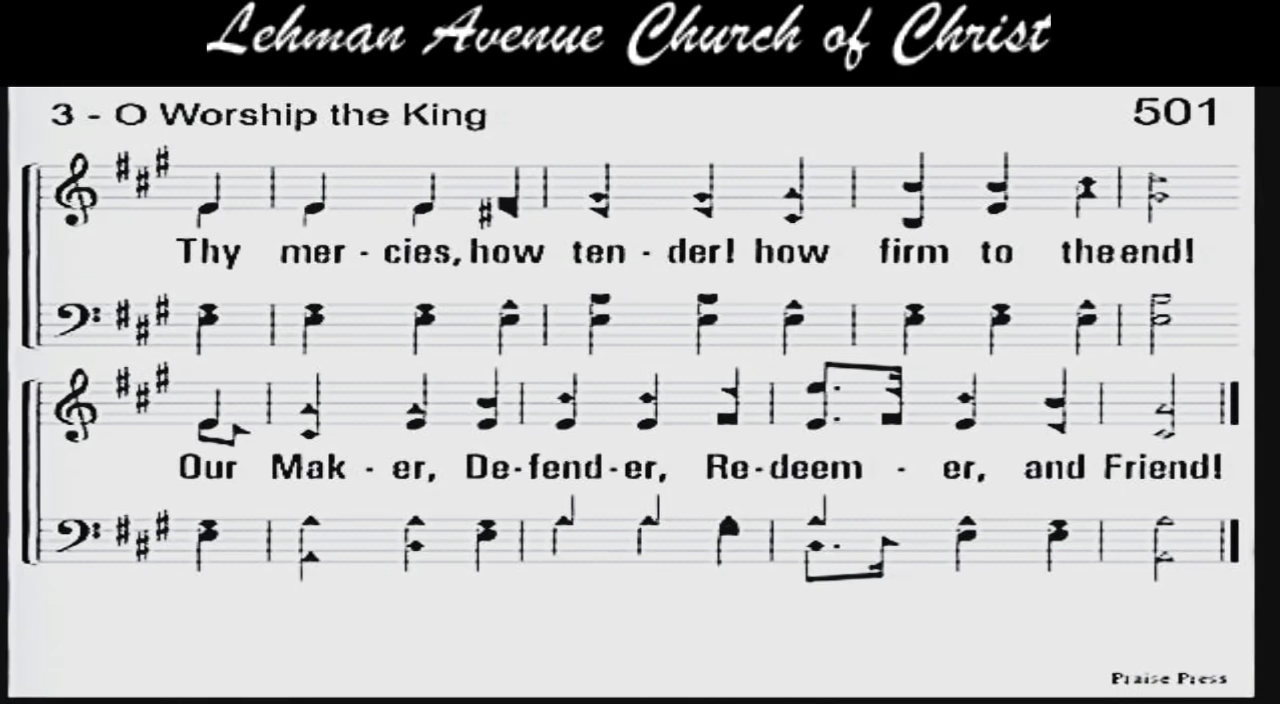 Lehman Avenue Church of Christ
3 - O Worship the King
501
Thy mer - cies, how ten - der! how firm to the end!
Our Mak - er, De - fend - er, Re - deem - er, and Friend!
Praise Press